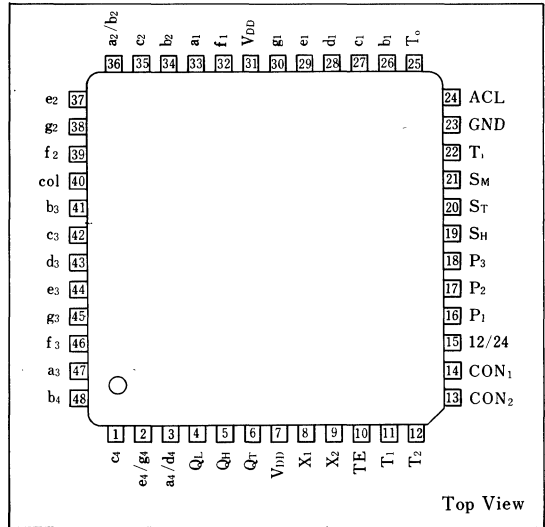 a2/b2 c2 b2 a1 f1 VDD g1 e1 d1 c1 b1 To
36 35 34 33 32 31 30 29 28 27 26 25
e2 37
g2 38
f2 39
col 40
b3 41
c3 42
d3 43
e3 44
g3 45
f3 46
a3 47
b4 48
24 ACL
23 GND
22 Ti
21 SM
20 ST
19 SH
18 P3
17 P2
16 P1
15 12/24
14 CON1
13 CON2
1 2 3 4 5 6 7 8 9 10 11 12
c4 e4/g4 a4/d4 QL QH QT VDD X1 X2 TE T1 T2
Top View